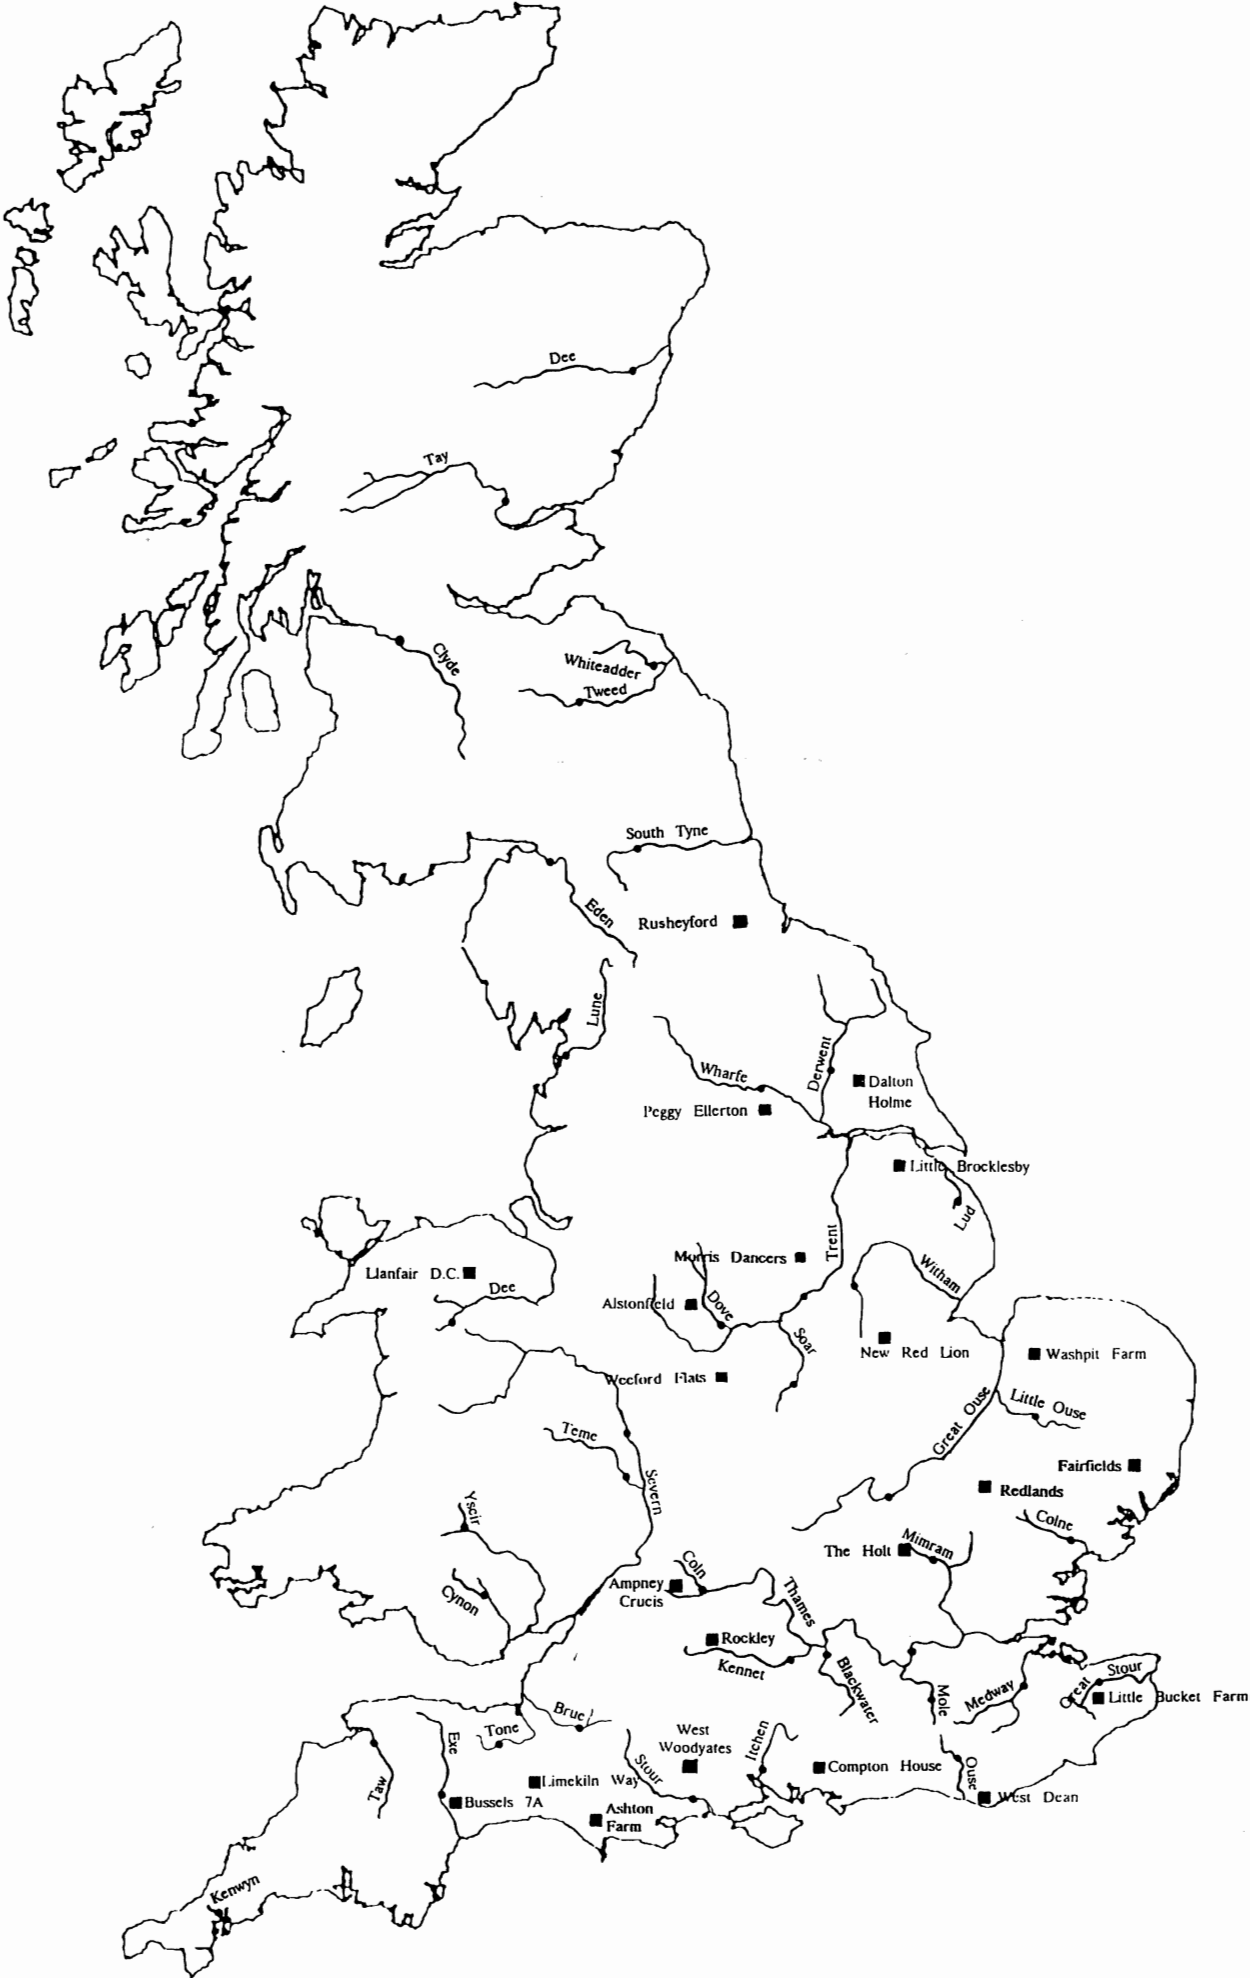 Dee
Tay
Clyde
Whiteadder
Tweed
South Tyne
Eden
Rusheyford
Lune
Wharfe
Derwent
Dalton
Holme
Peggy Ellerton
Little Brocklesby
Lud
Trent
Morris Dancers
Witham
Llanfair D.C.
Dee
Alstonfield
Dove
Soar
New Red Lion
Washpit Farm
Weeford Flats
Great Ouse
Little Ouse
Teme
Severn
Fairfields
Redlands
Yscir
Colne
The Holt
Mimram
Cynon
Coln
Ampney
Crucis
Thames
Rockley
Kennet
Blackwater
Mole
Medway
Great
Stour
Little Bucket Farm
Exe
Tone
Brue
West
Woodyates
Itchen
Stour
Compton House
Ouse
Taw
Limekiln Way
Bussels 7A
Ashton
Farm
West Dean
Kenwyn